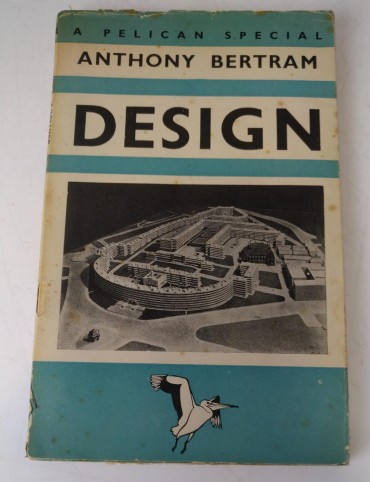 A PELICAN SPECIAL
ANTHONY BERTRAM
DESIGN